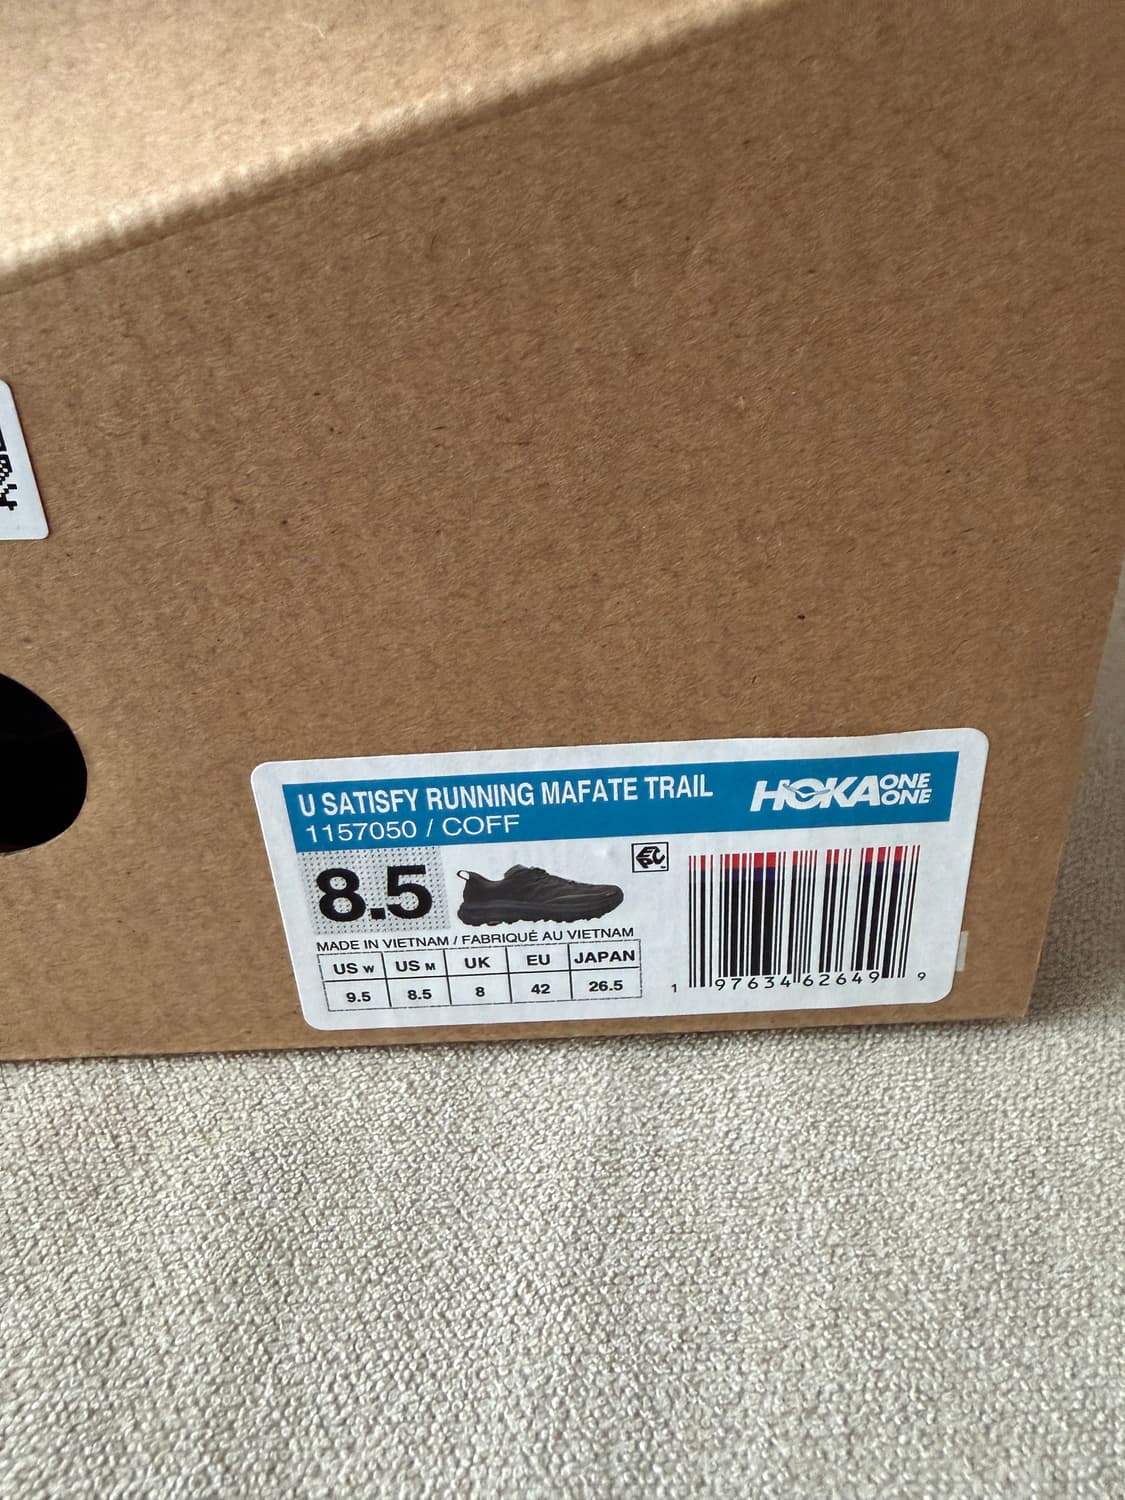 U SATISFY RUNNING MAFATE TRAIL
1157050 / COFF
HOKA ONE ONE
8.5
EPC
MADE IN VIETNAM / FABRIQUÉ AU VIETNAM
US W US M UK EU JAPAN
9.5 8.5 8 42 26.5
1 97634 62649 9